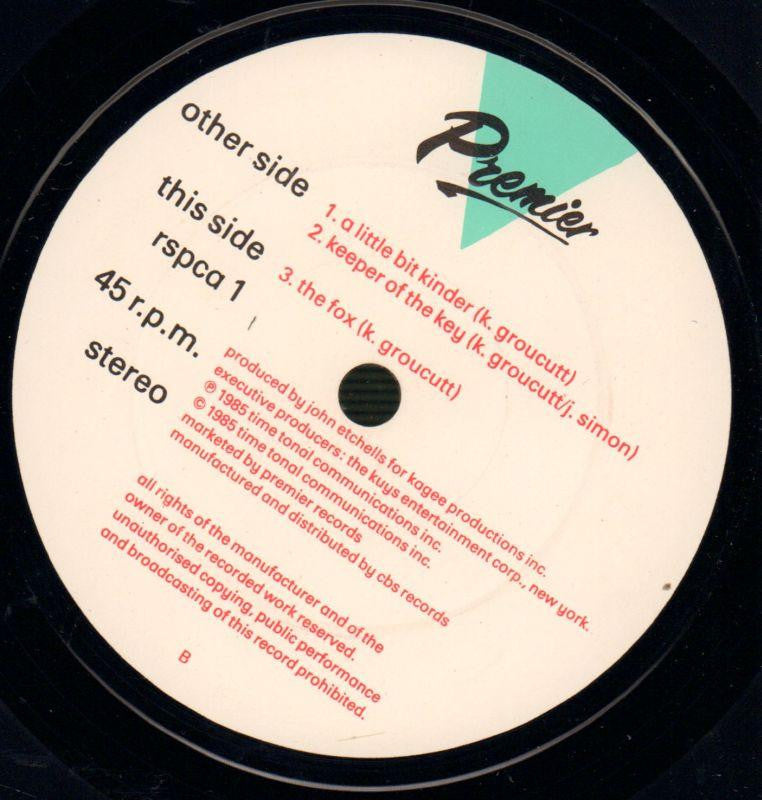 Premier
other side
1. a little bit kinder (k. groucutt)
2. keeper of the key (k. groucutt/j. simon)
this side
3. the fox (k. groucutt)
rspca 1
45 r.p.m.
stereo
produced by john etchells for kagee productions inc.
executive producers: the kuys entertainment corp., new york.
℗ 1985 time tonal communications inc.
© 1985 time tonal communications inc.
marketed by premier records
manufactured and distributed by cbs records
all rights of the manufacturer and of the
owner of the recorded work reserved.
unauthorised copying, public performance
and broadcasting of this record prohibited.
B